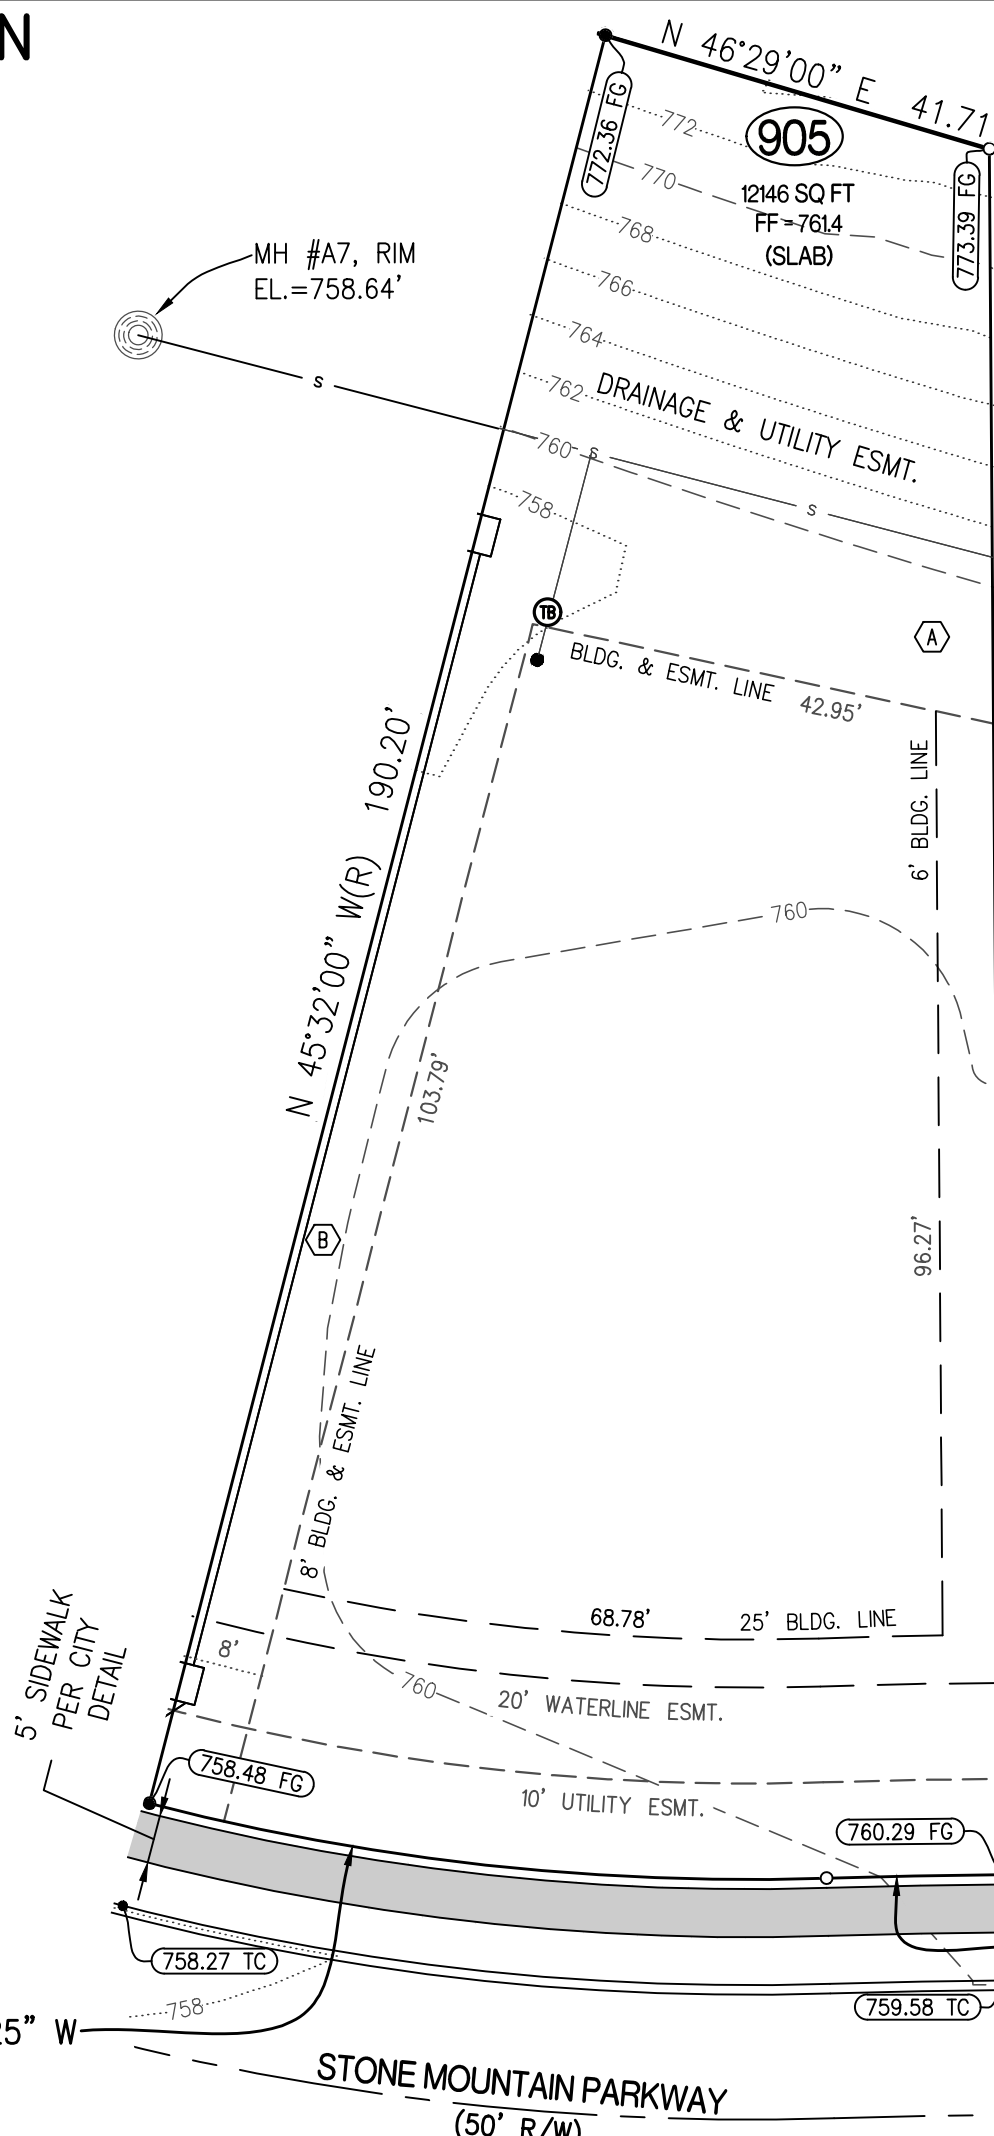 N
N 46°29'00" E 41.71
772.36 FG
772
905
770
12146 SQ FT
FF = 761.4
(SLAB)
773.39 FG
768
MH #A7, RIM
EL.=758.64'
766
764
S
762
DRAINAGE & UTILITY ESMT.
760
S
S
758
TB
A
BLDG. & ESMT. LINE 42.95'
6' BLDG. LINE
N 45°32'00" W(R) 190.20'
760
103.79'
B
96.27'
8' BLDG. & ESMT. LINE
68.78' 25' BLDG. LINE
8'
5' SIDEWALK
PER CITY
DETAIL
760
20' WATERLINE ESMT.
758.48 FG
10' UTILITY ESMT.
760.29 FG
758.27 TC
758
759.58 TC
25" W
STONE MOUNTAIN PARKWAY
(50' R/W)